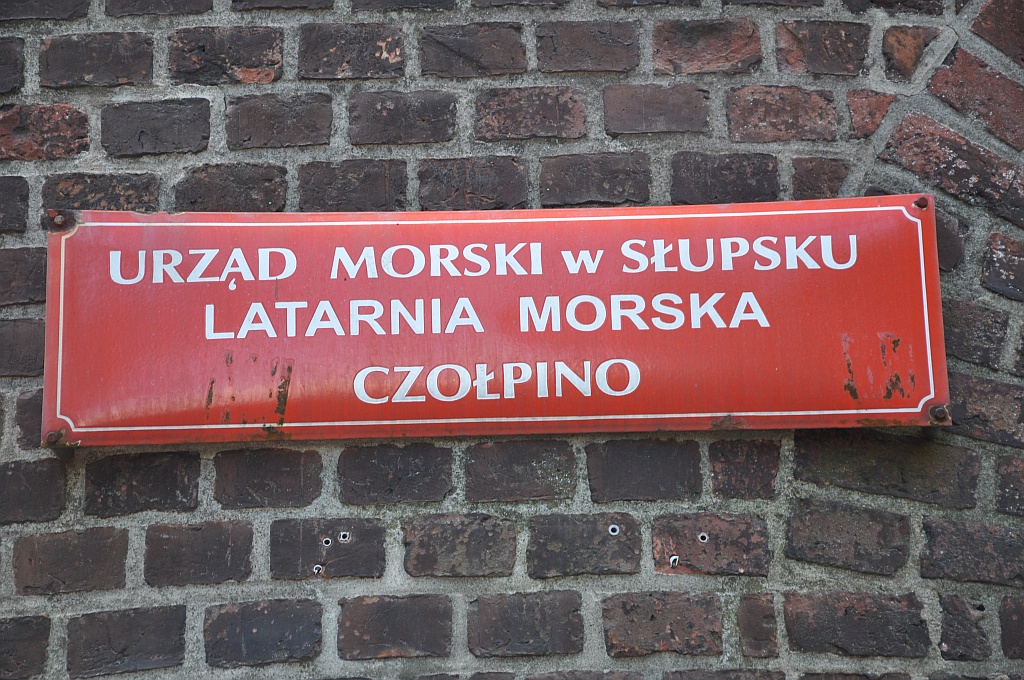 URZĄD MORSKI w SŁUPSKU
LATARNIA MORSKA
CZOŁPINO